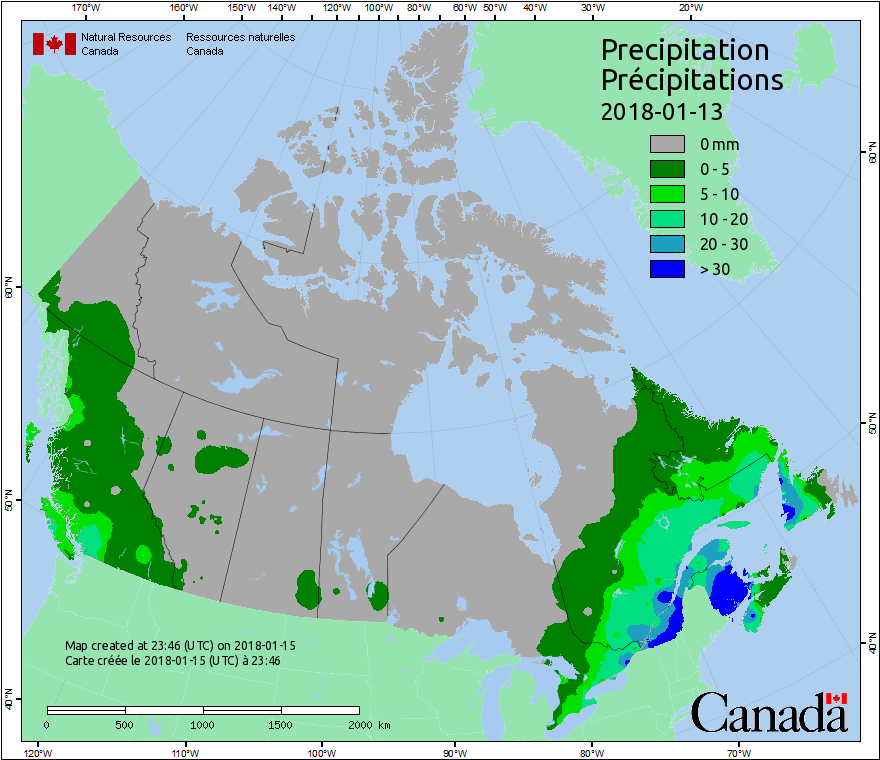 170°W 160°W 150°W 140°W 120°W 100°W 80°W 60°W 50°W 40°W 30°W 20°W
Natural Resources Canada
Ressources naturelles Canada
Precipitation
Précipitations
2018-01-13
0 mm
0 - 5
5 - 10
10 - 20
20 - 30
> 30
60°N
60°N
50°N
50°N
40°N
40°N
Map created at 23:46 (UTC) on 2018-01-15
Carte créée le 2018-01-15 (UTC) à 23:46
0 500 1000 1500 2000 km
Canada
120°W 110°W 100°W 90°W 80°W 70°W